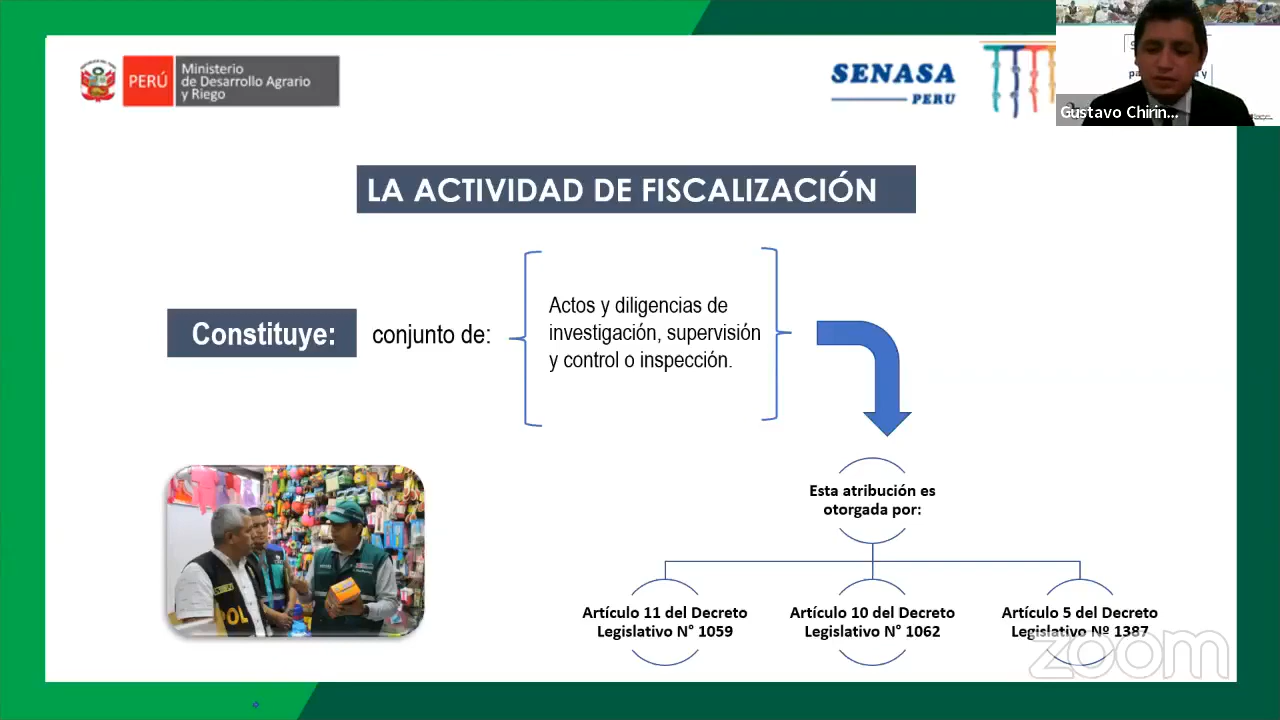 PERÚ
Ministerio
de Desarrollo Agrario
y Riego
SENASA
PERU
Gustavo Chirin...
LA ACTIVIDAD DE FISCALIZACIÓN
Constituye:
conjunto de:
Actos y diligencias de
investigación, supervisión
y control o inspección.
Esta atribución es
otorgada por:
Artículo 11 del Decreto
Legislativo N° 1059
Artículo 10 del Decreto
Legislativo N° 1062
Artículo 5 del Decreto
Legislativo Nº 1387
zoom